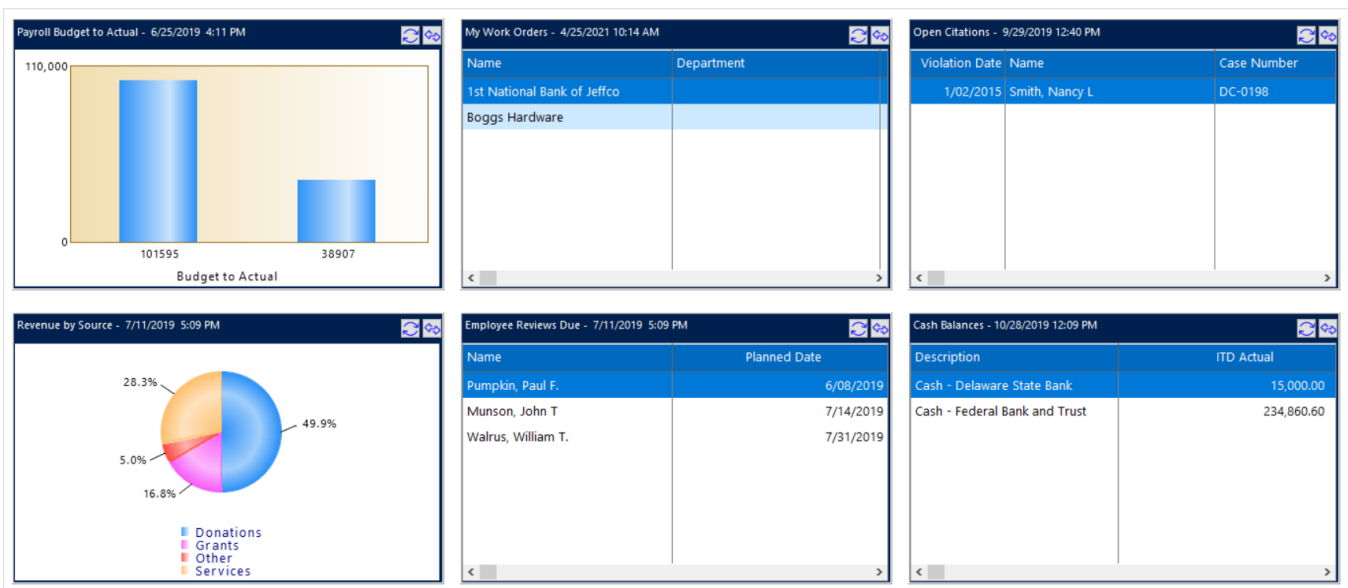 Payroll Budget to Actual - 6/25/2019 4:11 PM
110,000
0
101595 38907
Budget to Actual
My Work Orders - 4/25/2021 10:14 AM
Name Department
1st National Bank of Jeffco
Boggs Hardware
Open Citations - 9/29/2019 12:40 PM
Violation Date Name Case Number
1/02/2015 Smith, Nancy L DC-0198
Revenue by Source - 7/11/2019 5:09 PM
28.3%
49.9%
5.0%
16.8%
Donations
Grants
Other
Services
Employee Reviews Due - 7/11/2019 5:09 PM
Name Planned Date
Pumpkin, Paul F. 6/08/2019
Munson, John T 7/14/2019
Walrus, William T. 7/31/2019
Cash Balances - 10/28/2019 12:09 PM
Description ITD Actual
Cash - Delaware State Bank 15,000.00
Cash - Federal Bank and Trust 234,860.60